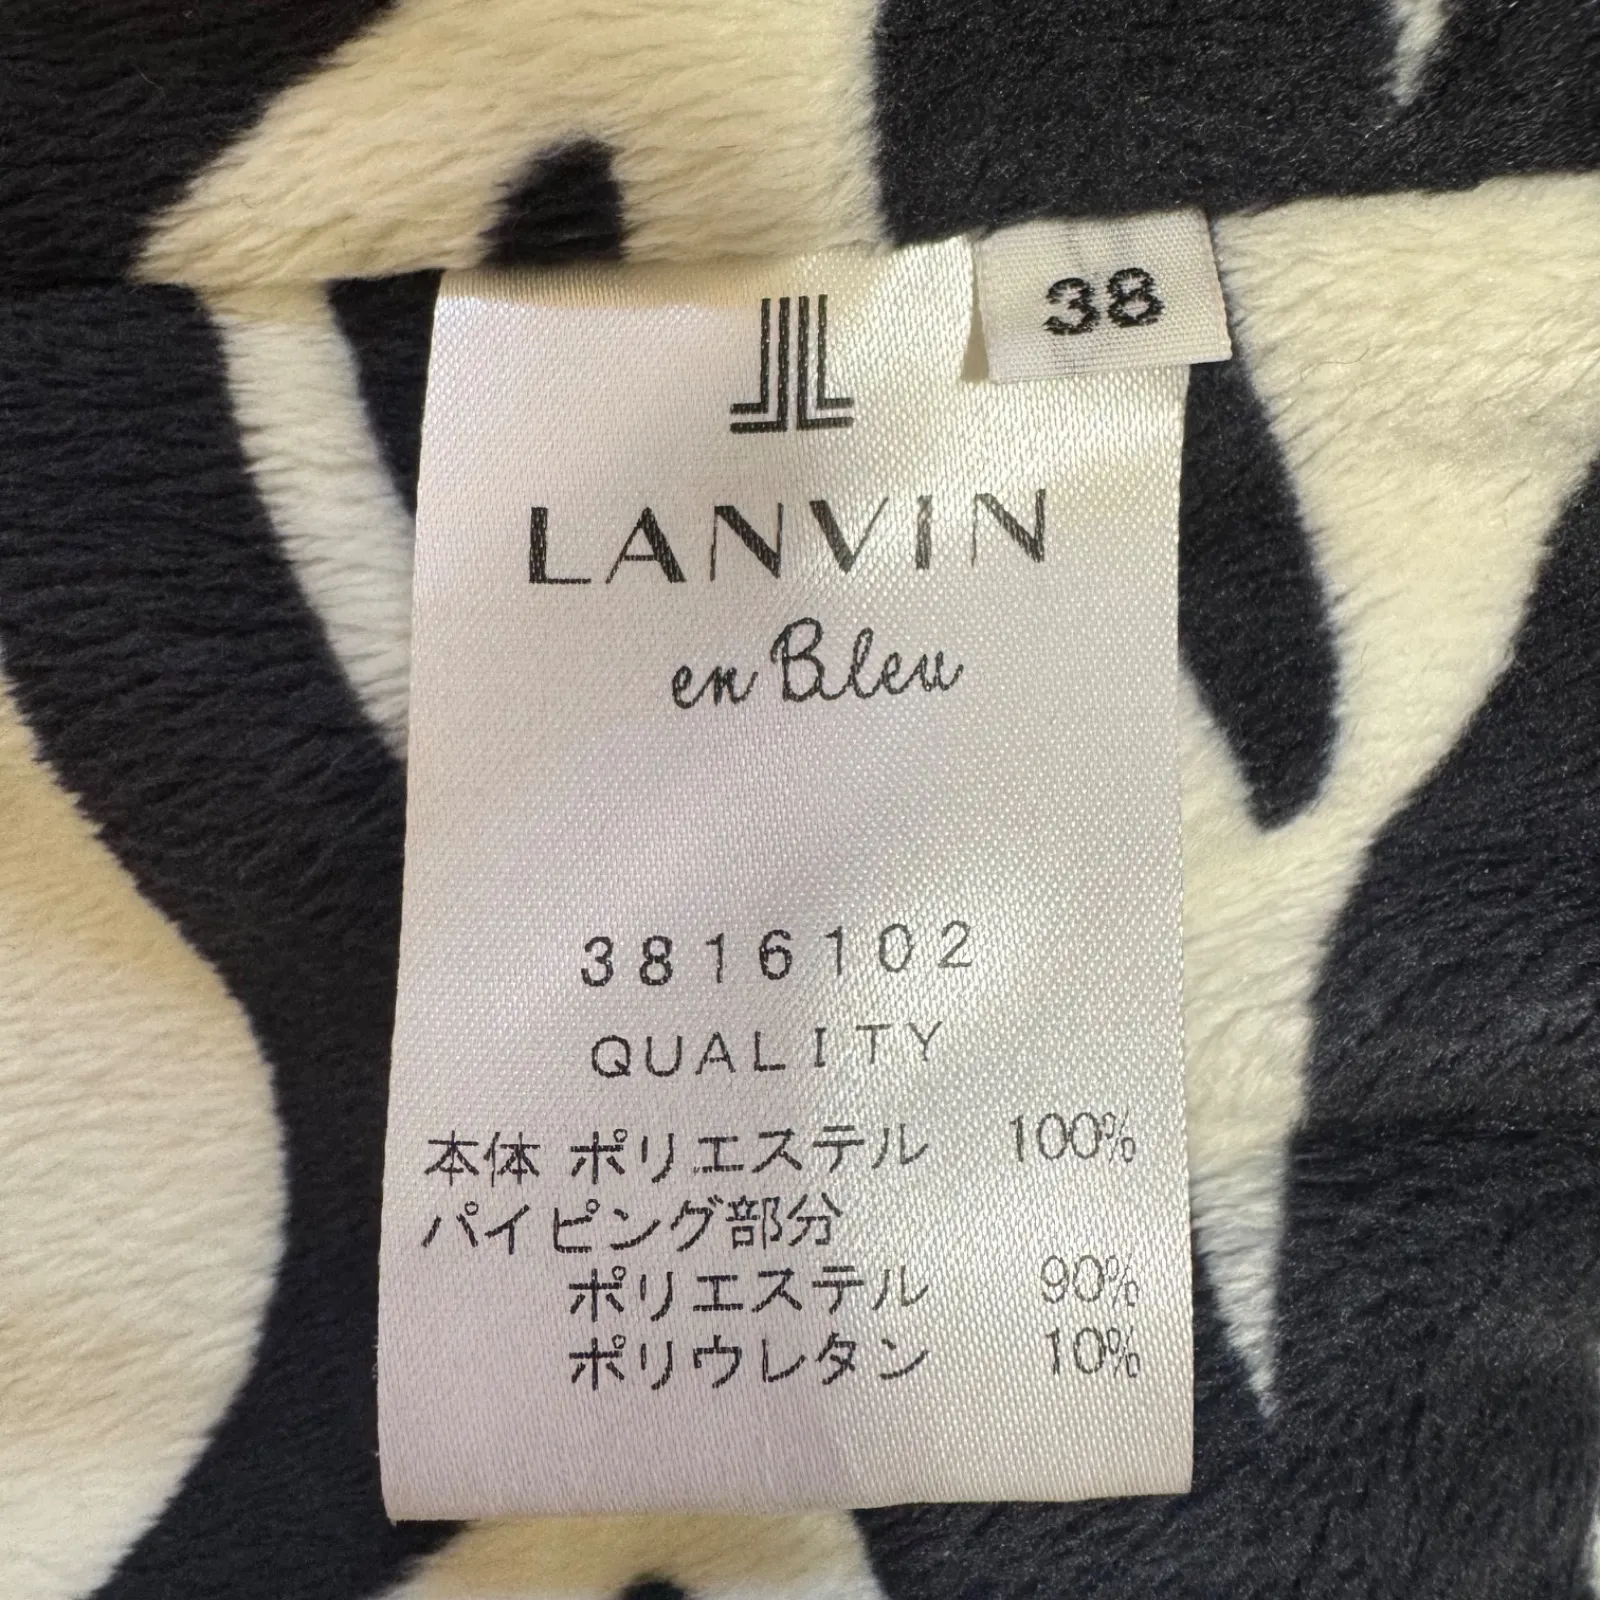 38
LANVIN
en Bleu
3816102
QUALITY
本体 ポリエステル 100%
パイピング部分
ポリエステル 90%
ポリウレタン 10%